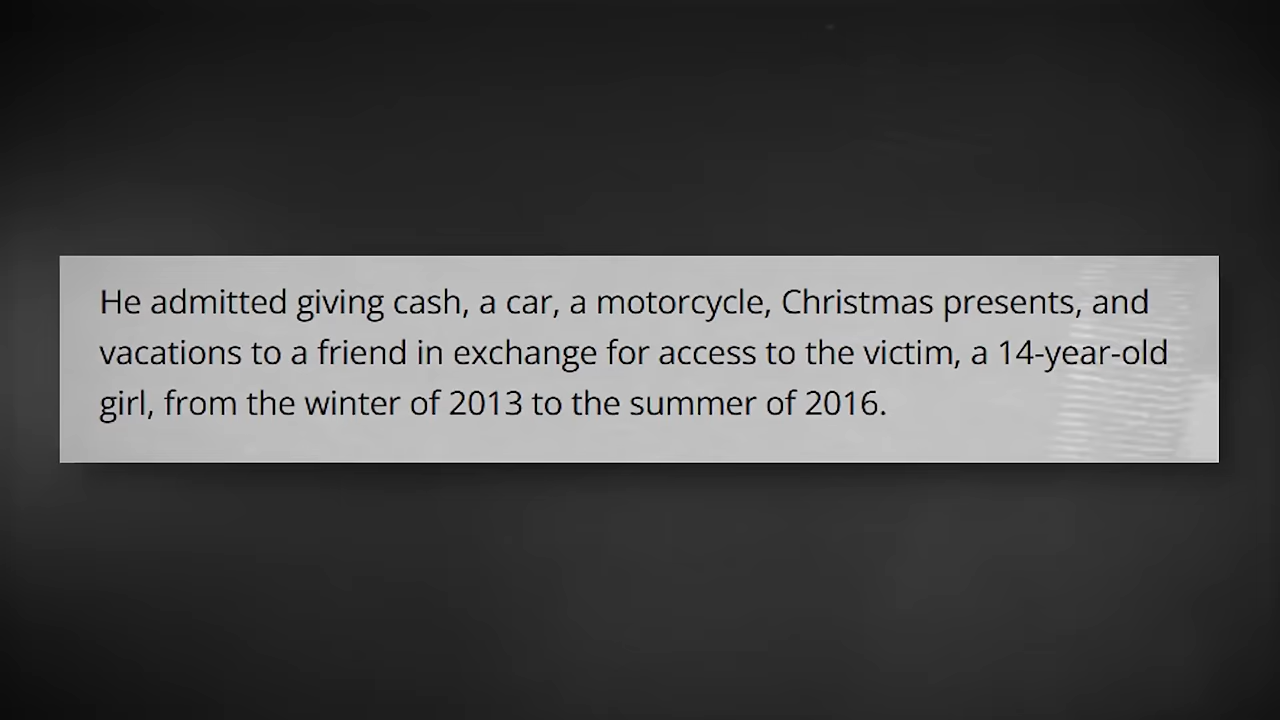 He admitted giving cash, a car, a motorcycle, Christmas presents, and
vacations to a friend in exchange for access to the victim, a 14-year-old
girl, from the winter of 2013 to the summer of 2016.